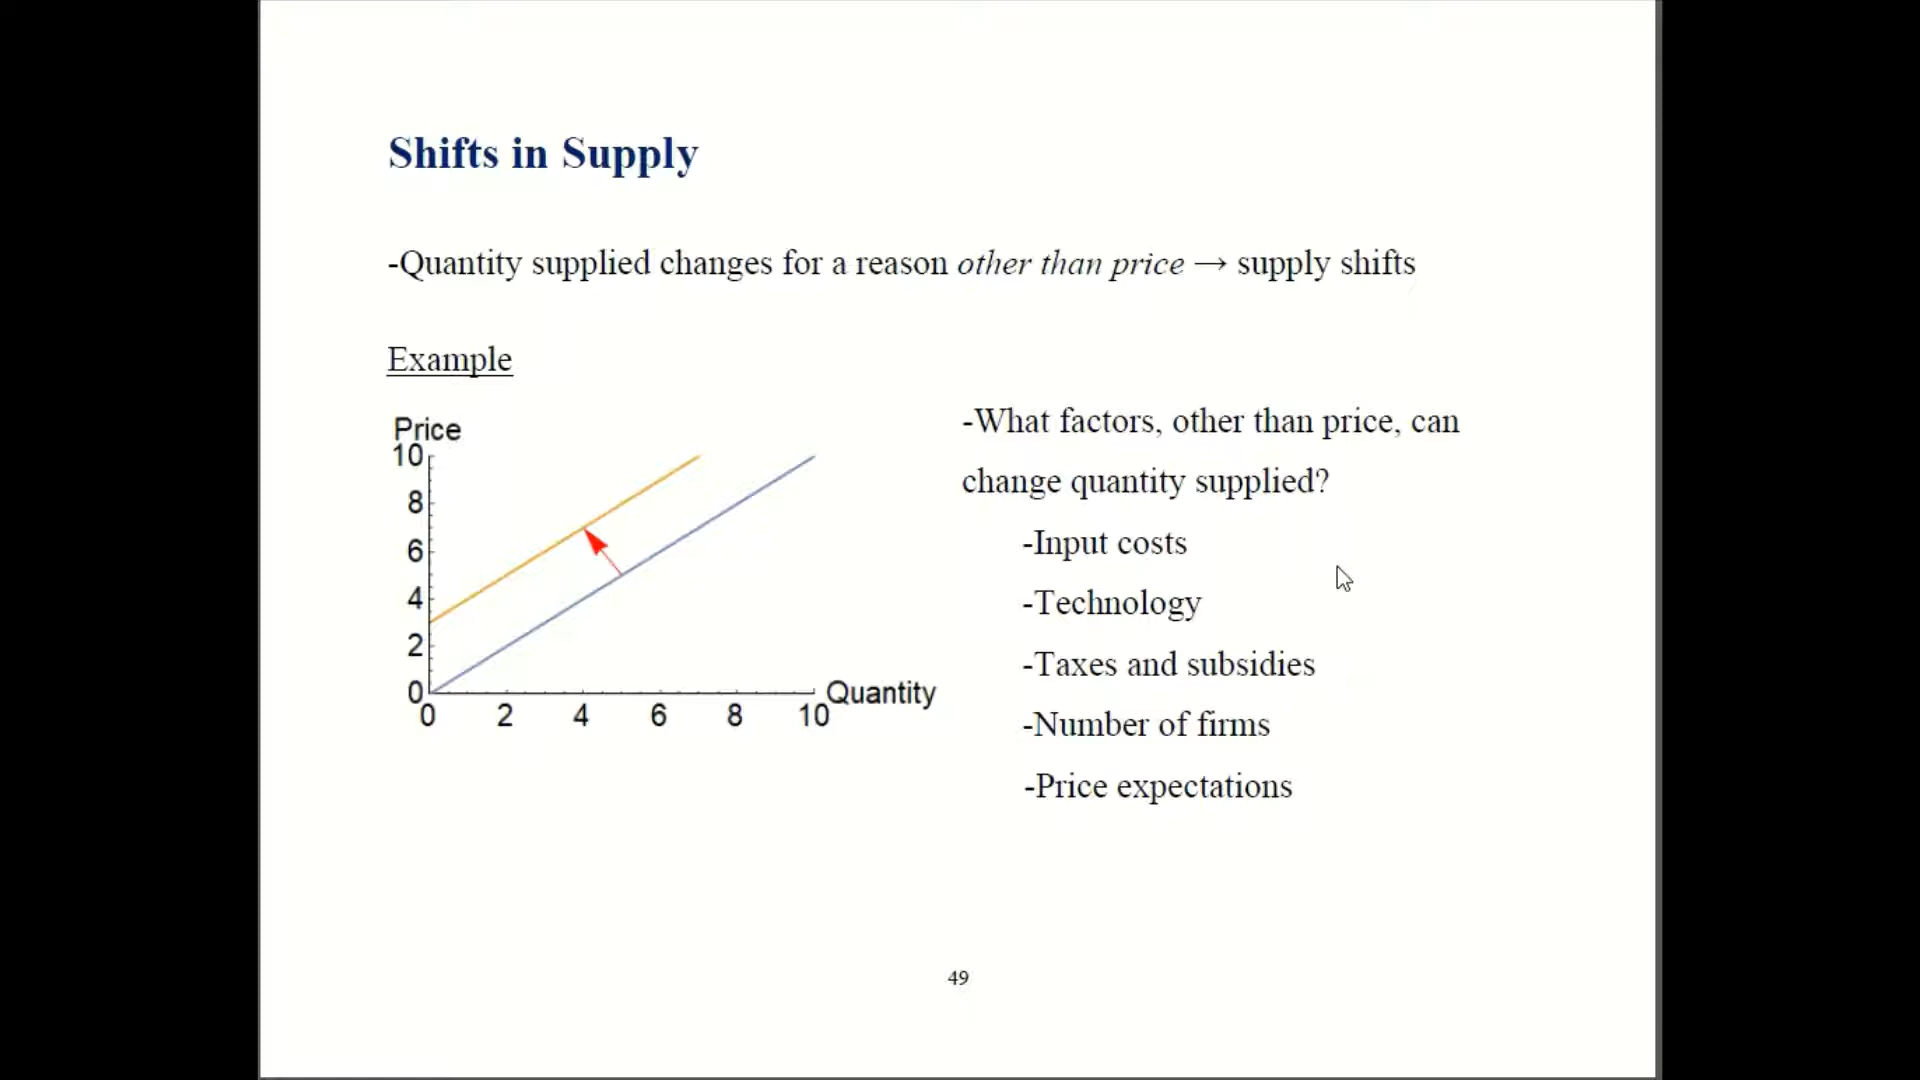 Shifts in Supply
-Quantity supplied changes for a reason other than price → supply shifts
Example
Price
10
8
6
4
2
0
0 2 4 6 8 10
Quantity
-What factors, other than price, can
change quantity supplied?
-Input costs
-Technology
-Taxes and subsidies
-Number of firms
-Price expectations
49